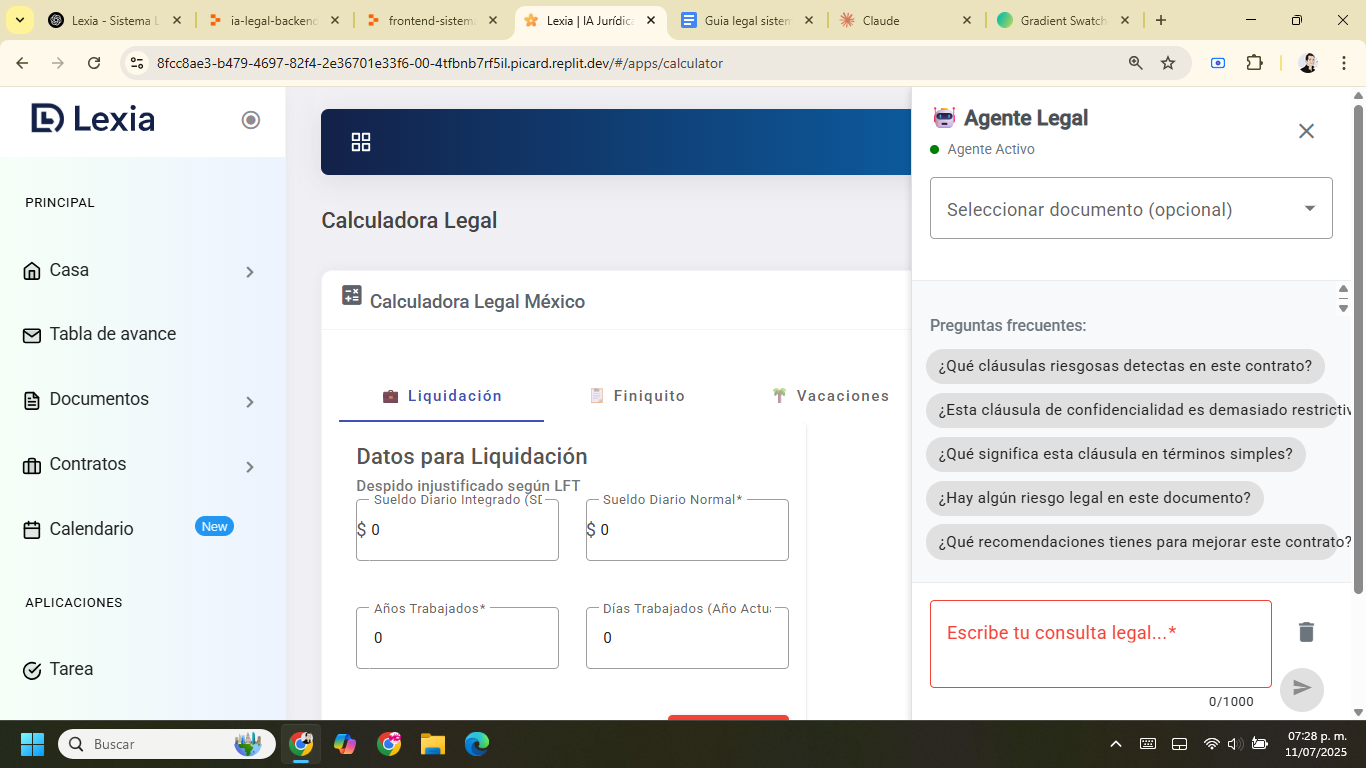 Lexia - Sistema L
ia-legal-backend
frontend-sistema
Lexia | IA Jurídica
Guia legal sistem
Claude
Gradient Swatch
8fcc8ae3-b479-4697-82f4-2e36701e33f6-00-4tfbnb7rf5il.picard.replit.dev/#/apps/calculator
Lexia
PRINCIPAL
Casa
Tabla de avance
Documentos
Contratos
Calendario
New
APLICACIONES
Tarea
Calculadora Legal
Calculadora Legal México
Liquidación
Finiquito
Vacaciones
Datos para Liquidación
Despido injustificado según LFT
Sueldo Diario Integrado (SD
$ 0
Sueldo Diario Normal*
$ 0
Años Trabajados*
0
Días Trabajados (Año Actua
0
Agente Legal
Agente Activo
Seleccionar documento (opcional)
Preguntas frecuentes:
¿Qué cláusulas riesgosas detectas en este contrato?
¿Esta cláusula de confidencialidad es demasiado restrictiv
¿Qué significa esta cláusula en términos simples?
¿Hay algún riesgo legal en este documento?
¿Qué recomendaciones tienes para mejorar este contrato?
Escribe tu consulta legal...*
0/1000
Buscar
07:28 p. m.
11/07/2025